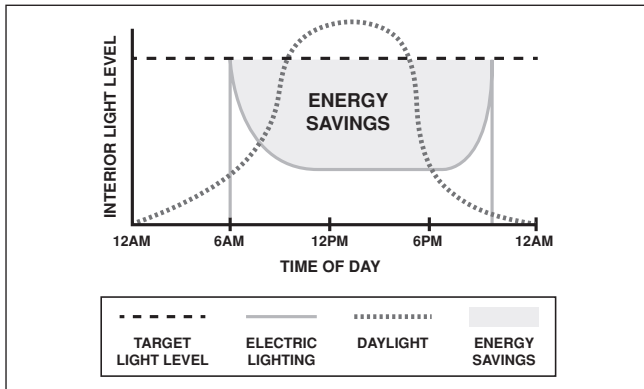 INTERIOR LIGHT LEVEL
ENERGY
SAVINGS
12AM 6AM 12PM 6PM 12AM
TIME OF DAY
TARGET
LIGHT LEVEL
ELECTRIC
LIGHTING
DAYLIGHT
ENERGY
SAVINGS